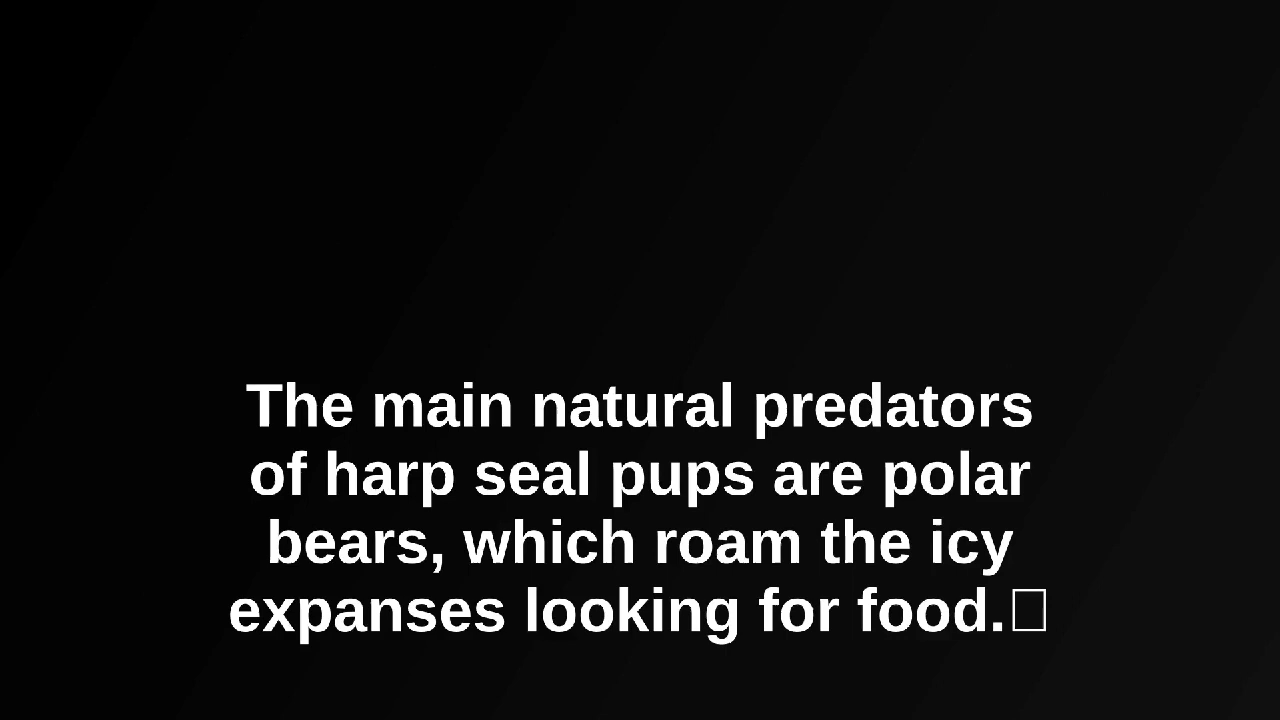 The main natural predators
of harp seal pups are polar
bears, which roam the icy
expanses looking for food.